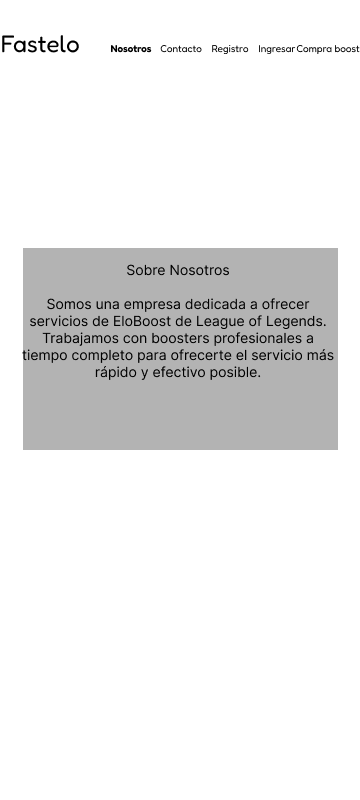 Fastelo
Nosotros Contacto Registro Ingresar Compra boost
Sobre Nosotros
Somos una empresa dedicada a ofrecer
servicios de EloBoost de League of Legends.
Trabajamos con boosters profesionales a
tiempo completo para ofrecerte el servicio más
rápido y efectivo posible.